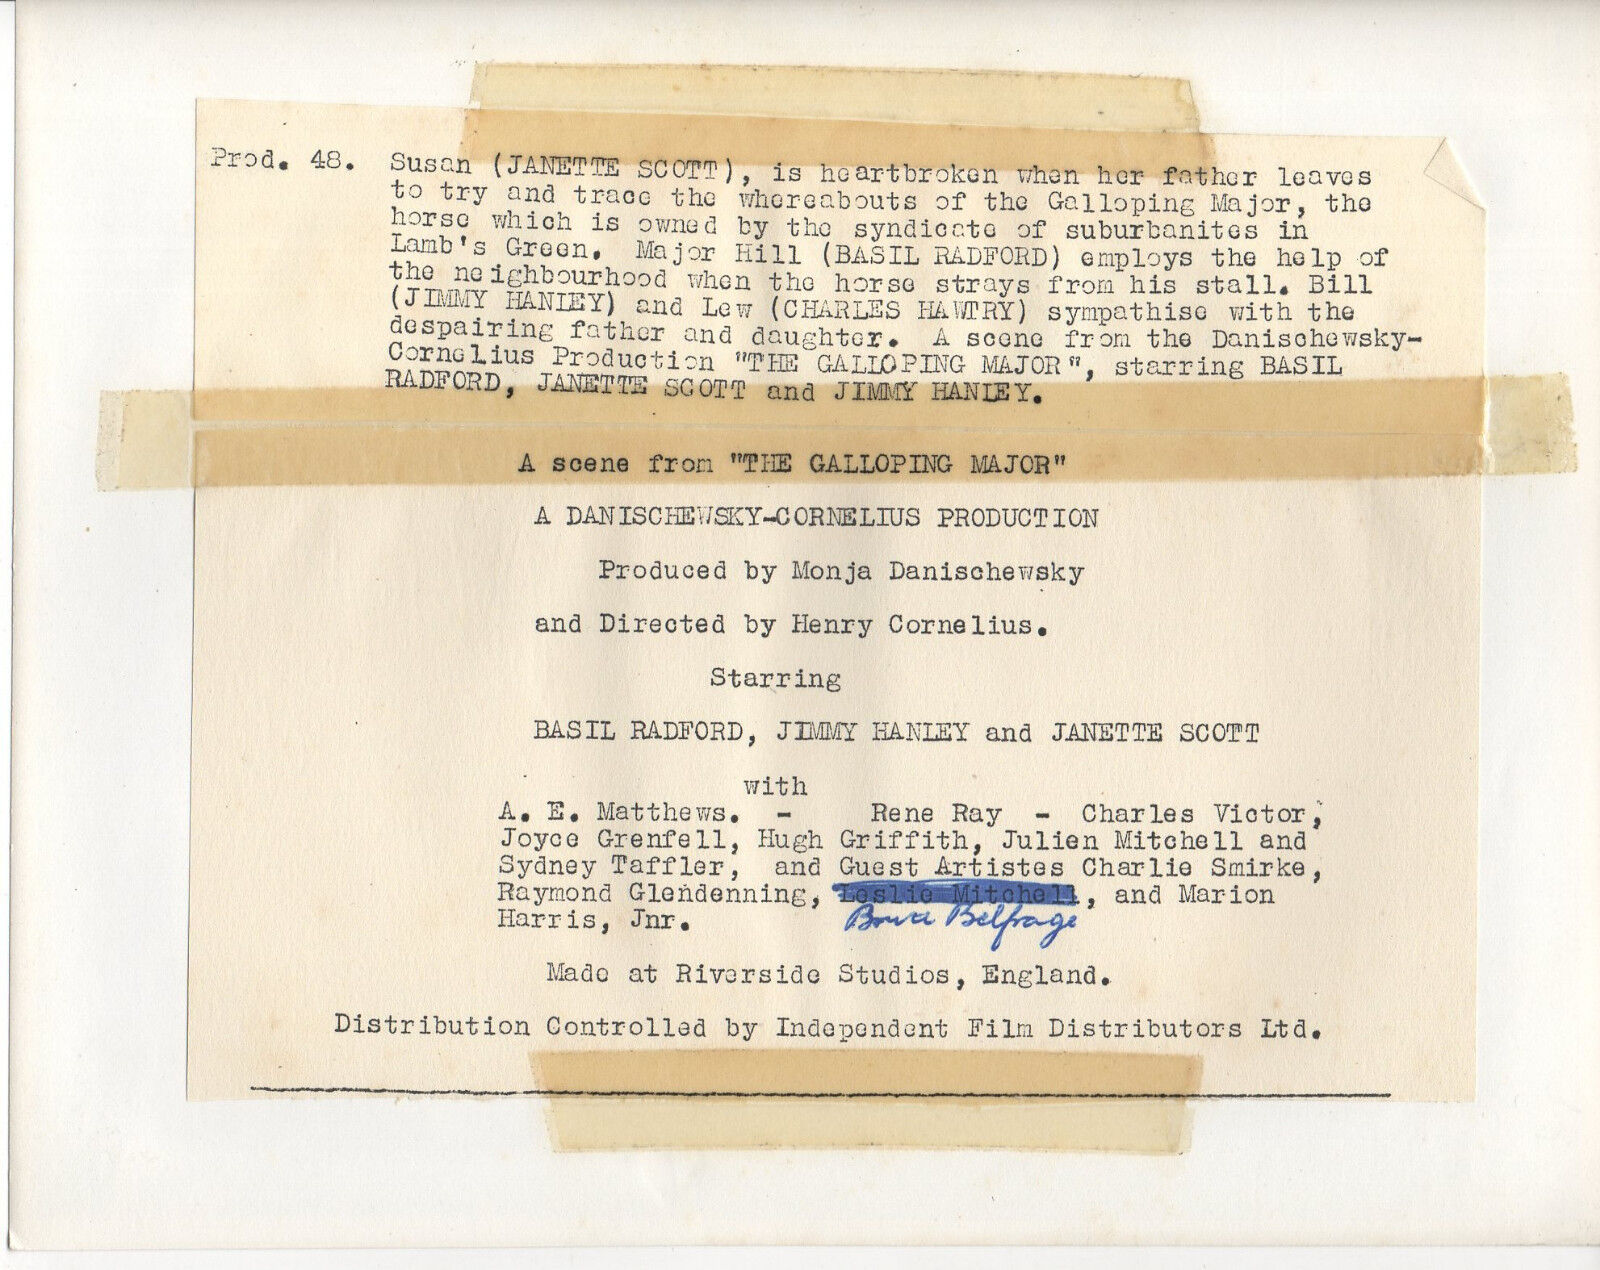 Prod. 48. Susan (JANETTE SCOTT), is heartbroken when her father leaves
to try and trace the whereabouts of the Galloping Major, the
horse which is owned by the syndicate of suburbanites in
Lamb's Green. Major Hill (BASIL RADFORD) employs the help of
the neighbourhood when the horse strays from his stall. Bill
(JIMMY HANLEY) and Lew (CHARLES HAWTRY) sympathise with the
despairing father and daughter. A scene from the Danischewsky-
Cornelius Production "THE GALLOPING MAJOR", starring BASIL
RADFORD, JANETTE SCOTT and JIMMY HANLEY.
A scene from "THE GALLOPING MAJOR"
A DANISCHEWSKY-CORNELIUS PRODUCTION
Produced by Monja Danischewsky
and Directed by Henry Cornelius.
Starring
BASIL RADFORD, JIMMY HANLEY and JANETTE SCOTT
with
A. E. Matthews. - Rene Ray - Charles Victor,
Joyce Grenfell, Hugh Griffith, Julien Mitchell and
Sydney Taffler, and Guest Artistes Charlie Smirke,
Raymond Glendenning, Leslie Mitchell, and Marion
Bruce Belfrage
Harris, Jnr.
Made at Riverside Studios, England.
Distribution Controlled by Independent Film Distributors Ltd.